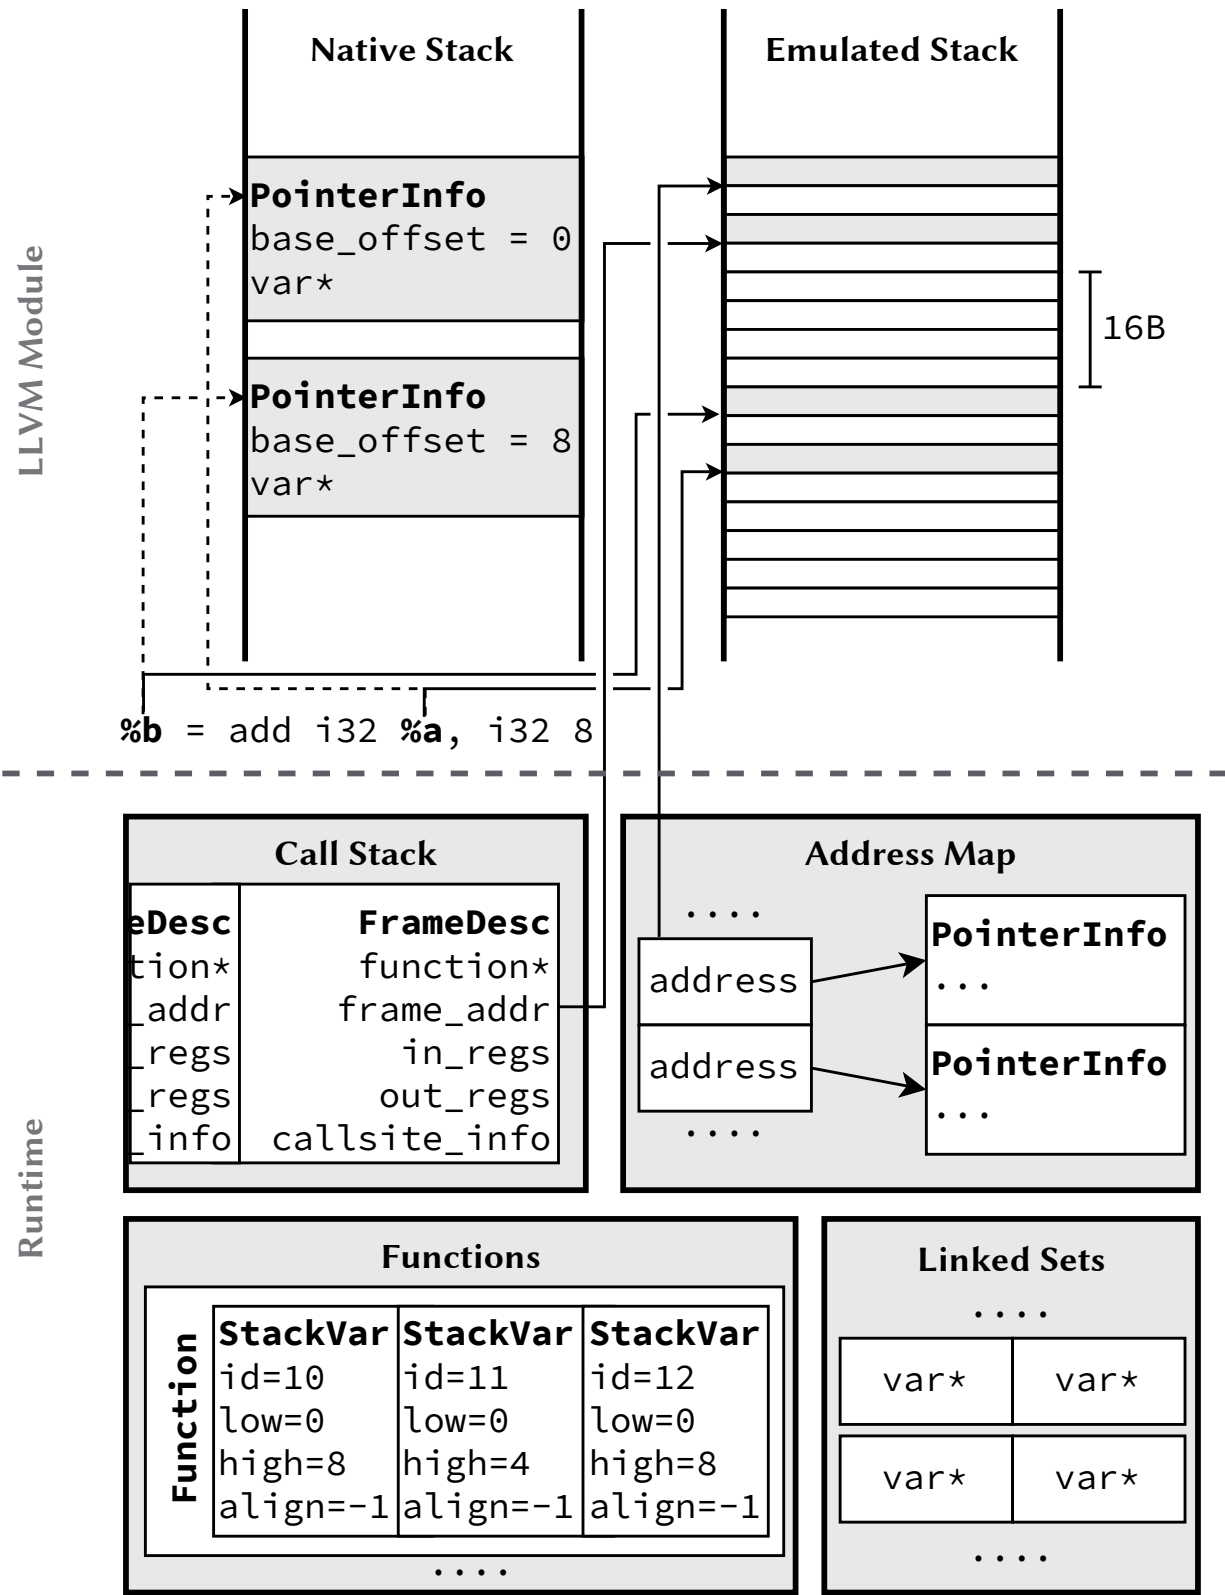 Native Stack
Emulated Stack
PointerInfo
base_offset = 0
var*
PointerInfo
base_offset = 8
var*
16B
LLVM Module
%b = add i32 %a, i32 8
Runtime
Call Stack
eDesc
tion*
_addr
_regs
_regs
_info
FrameDesc
function*
frame_addr
in_regs
out_regs
callsite_info
Address Map
....
address
address
....
PointerInfo
...
PointerInfo
...
Functions
Function
StackVar
id=10
low=0
high=8
align=-1
StackVar
id=11
low=0
high=4
align=-1
StackVar
id=12
low=0
high=8
align=-1
....
Linked Sets
....
var* var*
var* var*
....